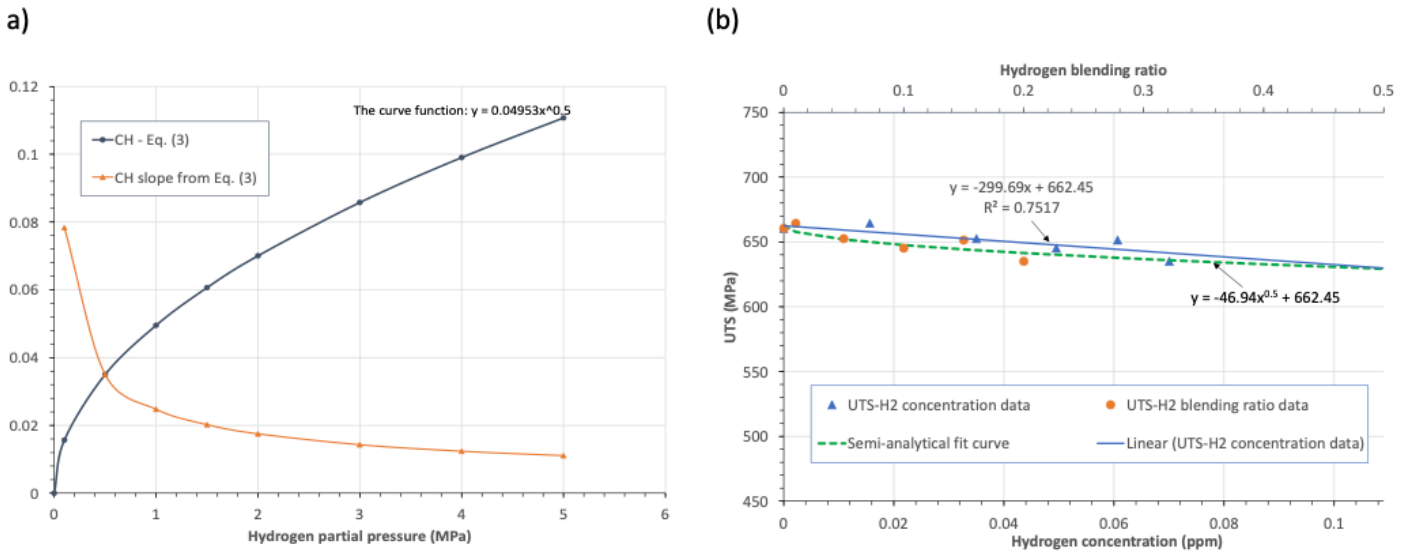 a)
0.12
0.1
0.08
0.06
0.04
0.02
0
The curve function: y = 0.04953x^0.5
CH - Eq. (3)
CH slope from Eq. (3)
0 1 2 3 4 5 6
Hydrogen partial pressure (MPa)
(b)
Hydrogen blending ratio
0 0.1 0.2 0.3 0.4 0.5
750
700
650
600
550
500
450
UTS (MPa)
y = -299.69x + 662.45
R² = 0.7517
y = -46.94x⁰·⁵ + 662.45
UTS-H2 concentration data
UTS-H2 blending ratio data
Semi-analytical fit curve
Linear (UTS-H2 concentration data)
0 0.02 0.04 0.06 0.08 0.1
Hydrogen concentration (ppm)